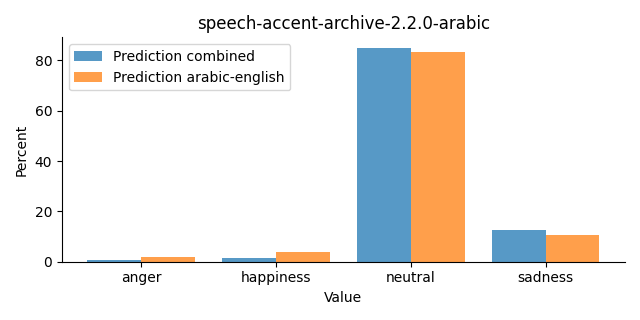 speech-accent-archive-2.2.0-arabic
Prediction combined
Prediction arabic-english
Percent
80
60
40
20
0
anger happiness neutral sadness
Value